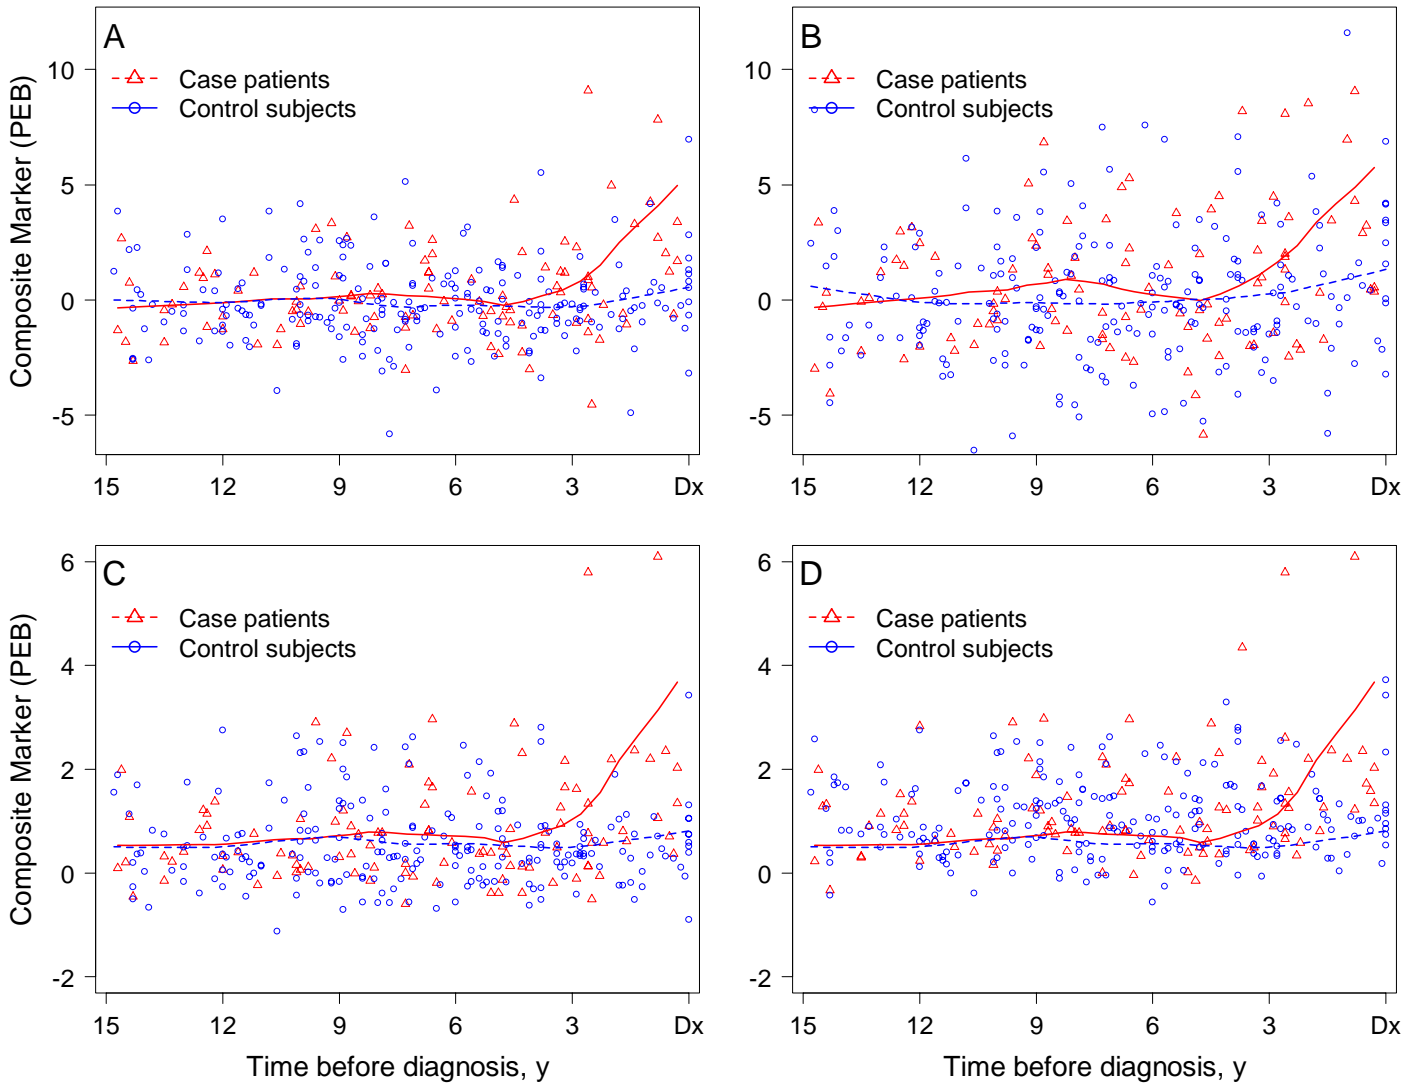 A
Case patients
Control subjects
Composite Marker (PEB)
10
5
0
-5
15 12 9 6 3 Dx
B
Case patients
Control subjects
10
5
0
-5
15 12 9 6 3 Dx
C
Case patients
Control subjects
Composite Marker (PEB)
6
4
2
0
-2
15 12 9 6 3 Dx
Time before diagnosis, y
D
Case patients
Control subjects
6
4
2
0
-2
15 12 9 6 3 Dx
Time before diagnosis, y